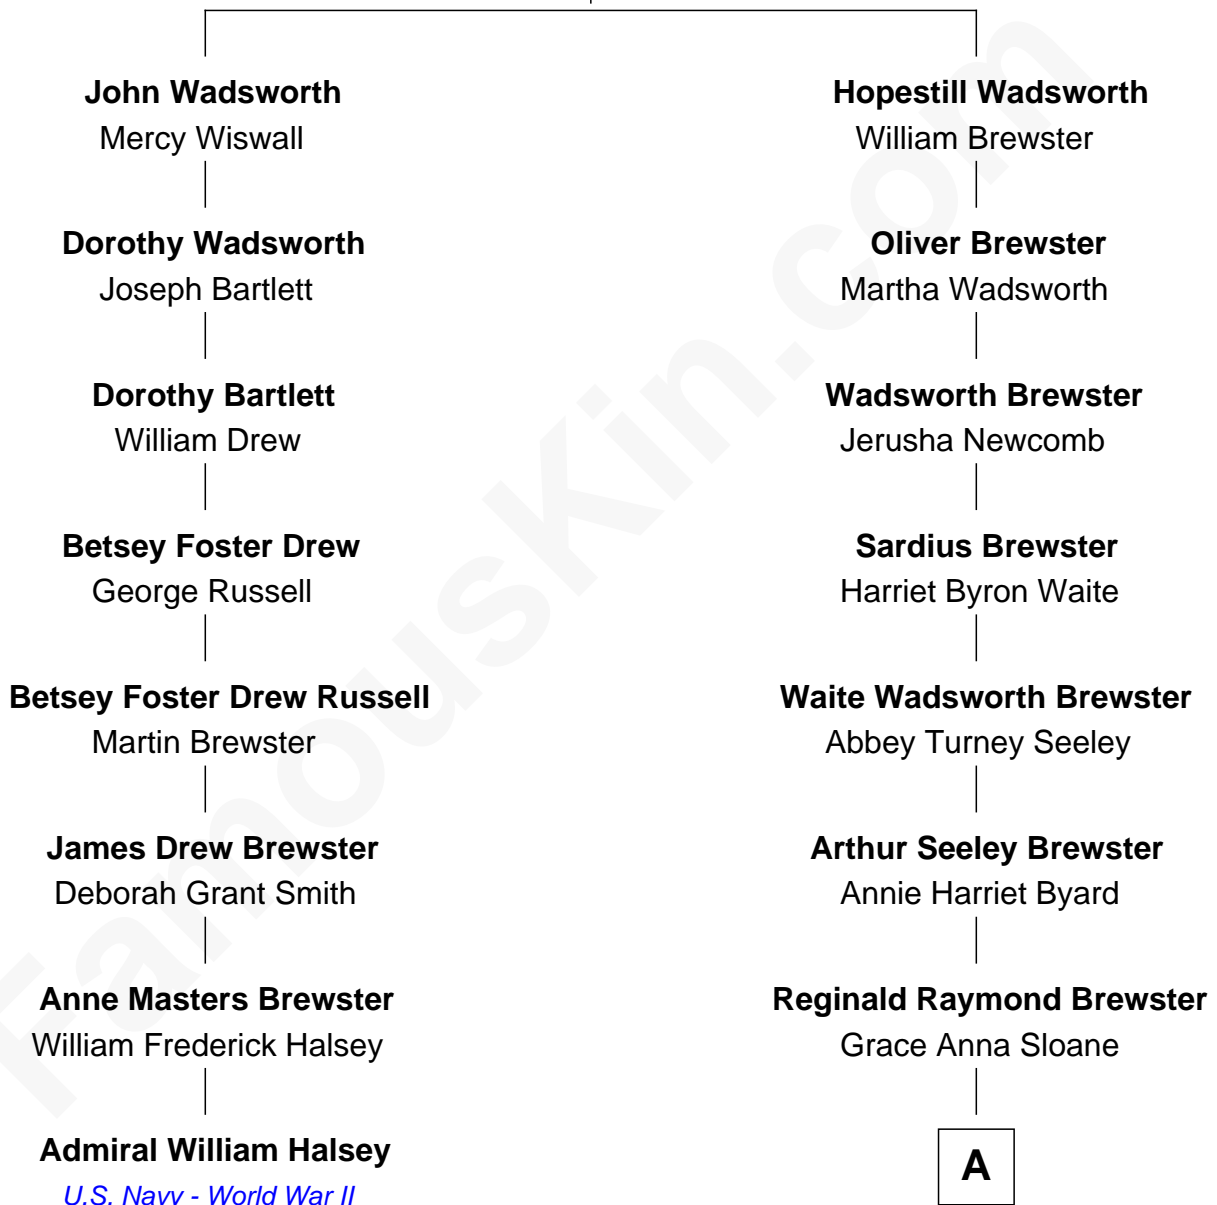 John Wadsworth
Mercy Wiswall
Dorothy Wadsworth
Joseph Bartlett
Dorothy Bartlett
William Drew
Betsey Foster Drew
George Russell
Betsey Foster Drew Russell
Martin Brewster
James Drew Brewster
Deborah Grant Smith
Anne Masters Brewster
William Frederick Halsey
Admiral William Halsey
U.S. Navy - World War II
Hopestill Wadsworth
William Brewster
Oliver Brewster
Martha Wadsworth
Wadsworth Brewster
Jerusha Newcomb
Sardius Brewster
Harriet Byron Waite
Waite Wadsworth Brewster
Abbey Turney Seeley
Arthur Seeley Brewster
Annie Harriet Byard
Reginald Raymond Brewster
Grace Anna Sloane
A
FamousKin.com